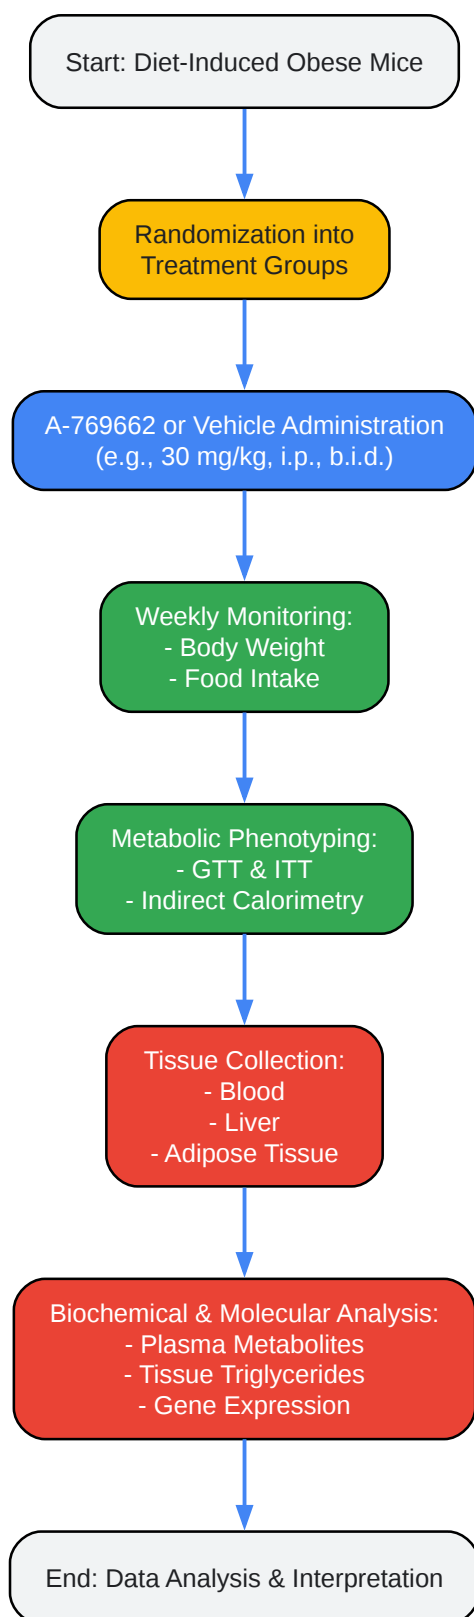 Start: Diet-Induced Obese Mice
Randomization into
Treatment Groups
A-769662 or Vehicle Administration
(e.g., 30 mg/kg, i.p., b.i.d.)
Weekly Monitoring:
- Body Weight
- Food Intake
Metabolic Phenotyping:
- GTT & ITT
- Indirect Calorimetry
Tissue Collection:
- Blood
- Liver
- Adipose Tissue
Biochemical & Molecular Analysis:
- Plasma Metabolites
- Tissue Triglycerides
- Gene Expression
End: Data Analysis & Interpretation